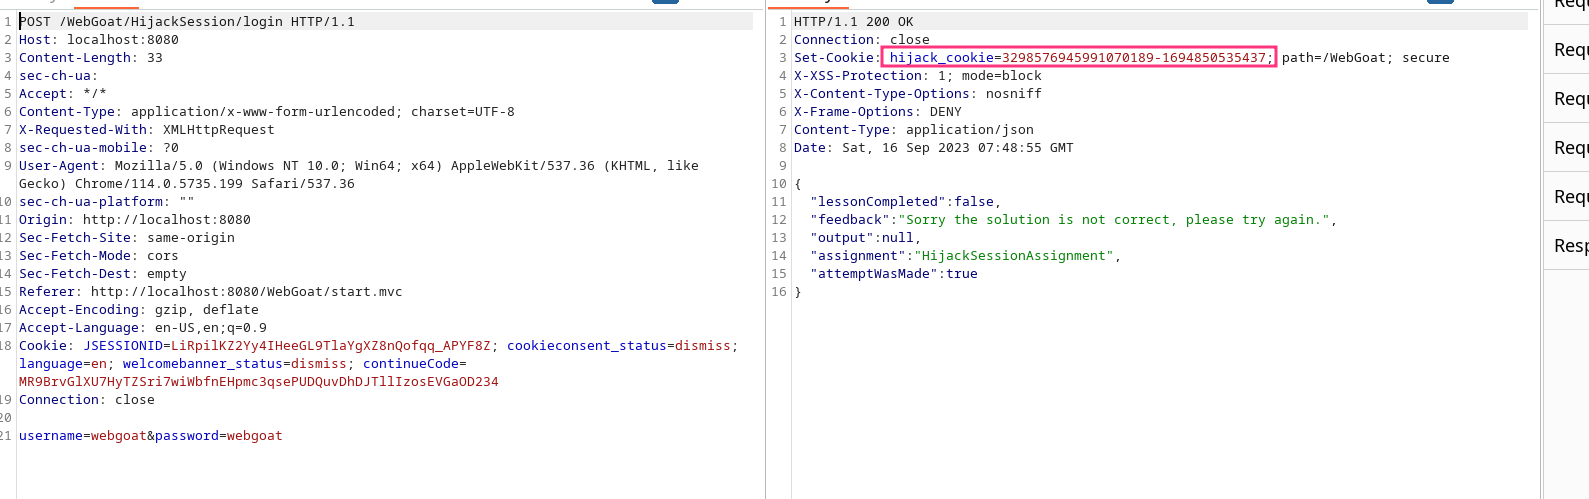 1 POST /WebGoat/HijackSession/login HTTP/1.1
2 Host: localhost:8080
3 Content-Length: 33
4 sec-ch-ua:
5 Accept: */*
6 Content-Type: application/x-www-form-urlencoded; charset=UTF-8
7 X-Requested-With: XMLHttpRequest
8 sec-ch-ua-mobile: ?0
9 User-Agent: Mozilla/5.0 (Windows NT 10.0; Win64; x64) AppleWebKit/537.36 (KHTML, like
Gecko) Chrome/114.0.5735.199 Safari/537.36
10 sec-ch-ua-platform: ""
11 Origin: http://localhost:8080
12 Sec-Fetch-Site: same-origin
13 Sec-Fetch-Mode: cors
14 Sec-Fetch-Dest: empty
15 Referer: http://localhost:8080/WebGoat/start.mvc
16 Accept-Encoding: gzip, deflate
17 Accept-Language: en-US,en;q=0.9
18 Cookie: JSESSIONID=LiRpilKZ2Yy4IHeeGL9TlaYgXZ8nQofqq_APYF8Z; cookieconsent_status=dismiss;
language=en; welcomebanner_status=dismiss; continueCode=
MR9BrvGlXU7HyTZSri7wiWbfnEHpmc3qsePUDQuvDhDJTllIzosEVGaOD234
19 Connection: close
20
21 username=webgoat&password=webgoat
1 HTTP/1.1 200 OK
2 Connection: close
3 Set-Cookie: hijack_cookie=3298576945991070189-1694850535437; path=/WebGoat; secure
4 X-XSS-Protection: 1; mode=block
5 X-Content-Type-Options: nosniff
6 X-Frame-Options: DENY
7 Content-Type: application/json
8 Date: Sat, 16 Sep 2023 07:48:55 GMT
9
10 {
11 "lessonCompleted":false,
12 "feedback":"Sorry the solution is not correct, please try again.",
13 "output":null,
14 "assignment":"HijackSessionAssignment",
15 "attemptWasMade":true
16 }